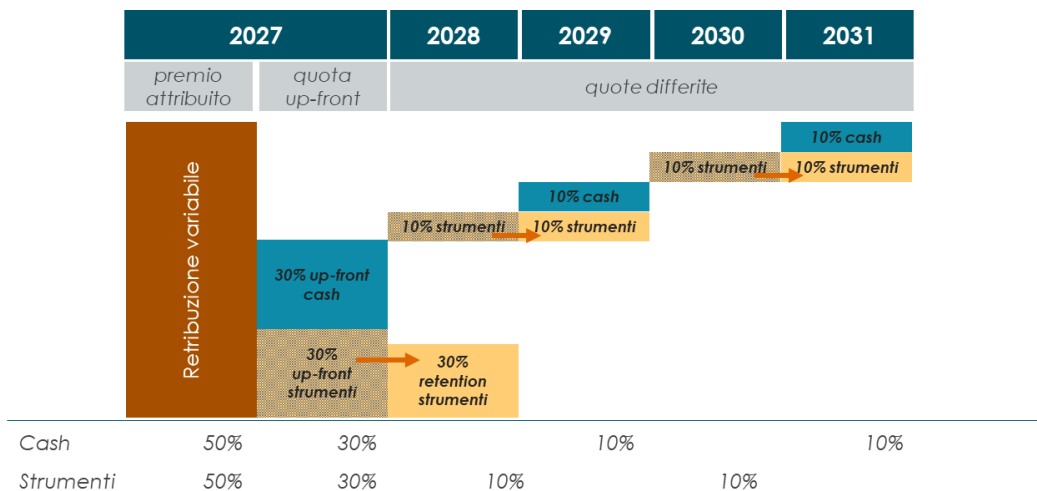 2027 2028 2029 2030 2031
premio attribuito
quota up-front
quote differite
10% cash
10% strumenti 10% strumenti
10% cash
10% strumenti 10% strumenti
30% up-front
cash
30%
up-front
strumenti
30%
retention
strumenti
Retribuzione variabile
Cash 50% 30% 10% 10%
Strumenti 50% 30% 10% 10%